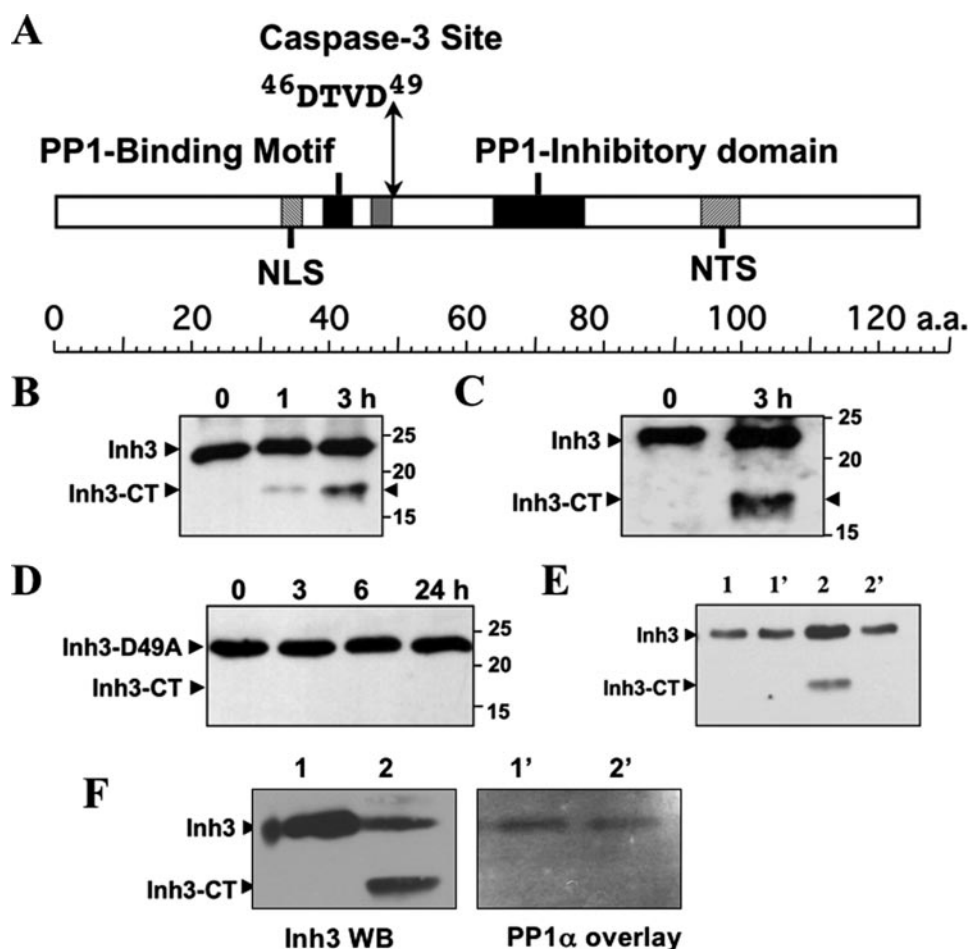 A
Caspase-3 Site
⁴⁶DTVD⁴⁹
PP1-Binding Motif
PP1-Inhibitory domain
NLS
NTS
0 20 40 60 80 100 120 a.a.
B
0 1 3 h
Inh3
Inh3-CT
25
20
15
C
0 3 h
Inh3
Inh3-CT
25
20
15
D
0 3 6 24 h
Inh3-D49A
Inh3-CT
25
20
15
E
1 1' 2 2'
Inh3
Inh3-CT
F
1 2
Inh3
Inh3-CT
Inh3 WB
1' 2'
PP1α overlay